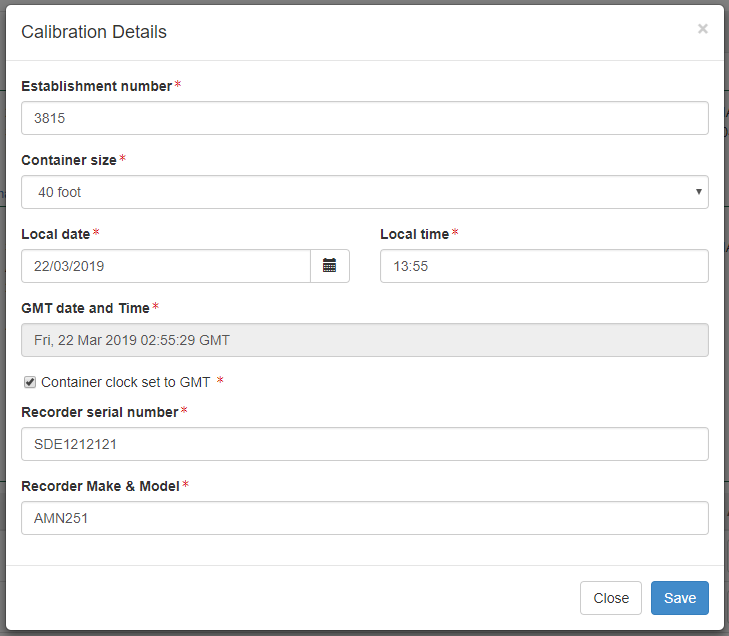 Calibration Details ×
Establishment number*
3815
Container size*
40 foot
Local date* Local time*
22/03/2019 13:55
GMT date and Time*
Fri, 22 Mar 2019 02:55:29 GMT
Container clock set to GMT *
Recorder serial number*
SDE1212121
Recorder Make & Model*
AMN251
Close Save